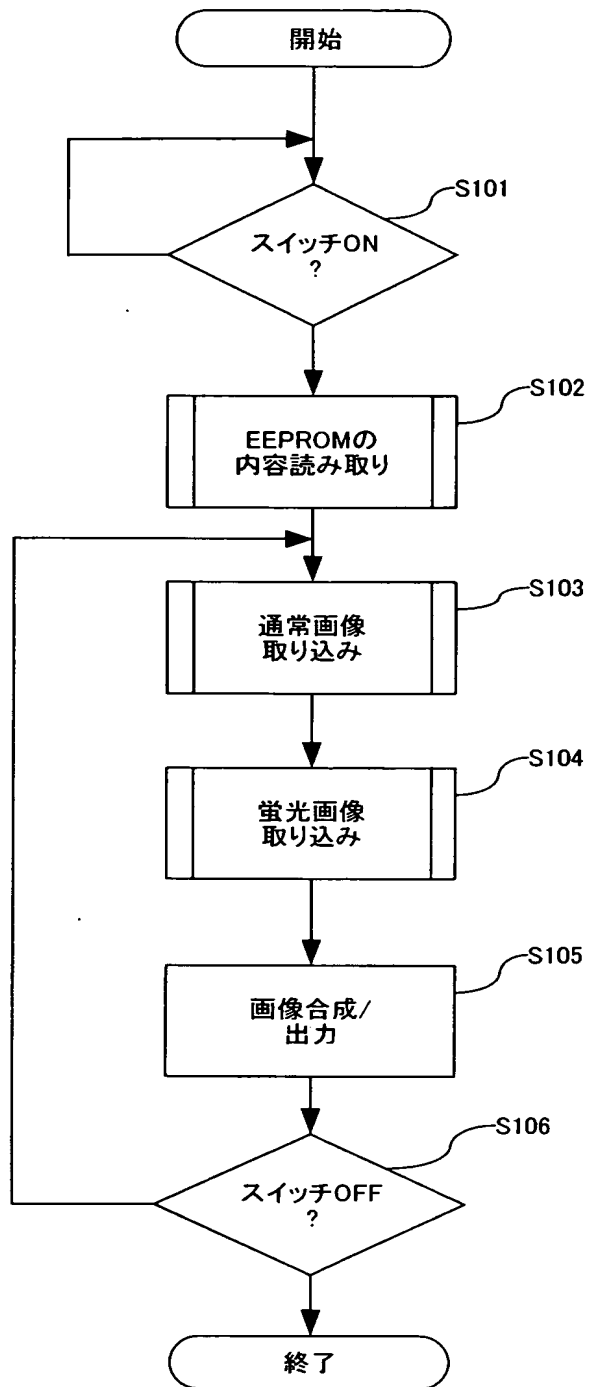 開始
S101
スイッチON
?
S102
EEPROMの
内容読み取り
S103
通常画像
取り込み
S104
蛍光画像
取り込み
S105
画像合成/
出力
S106
スイッチOFF
?
終了